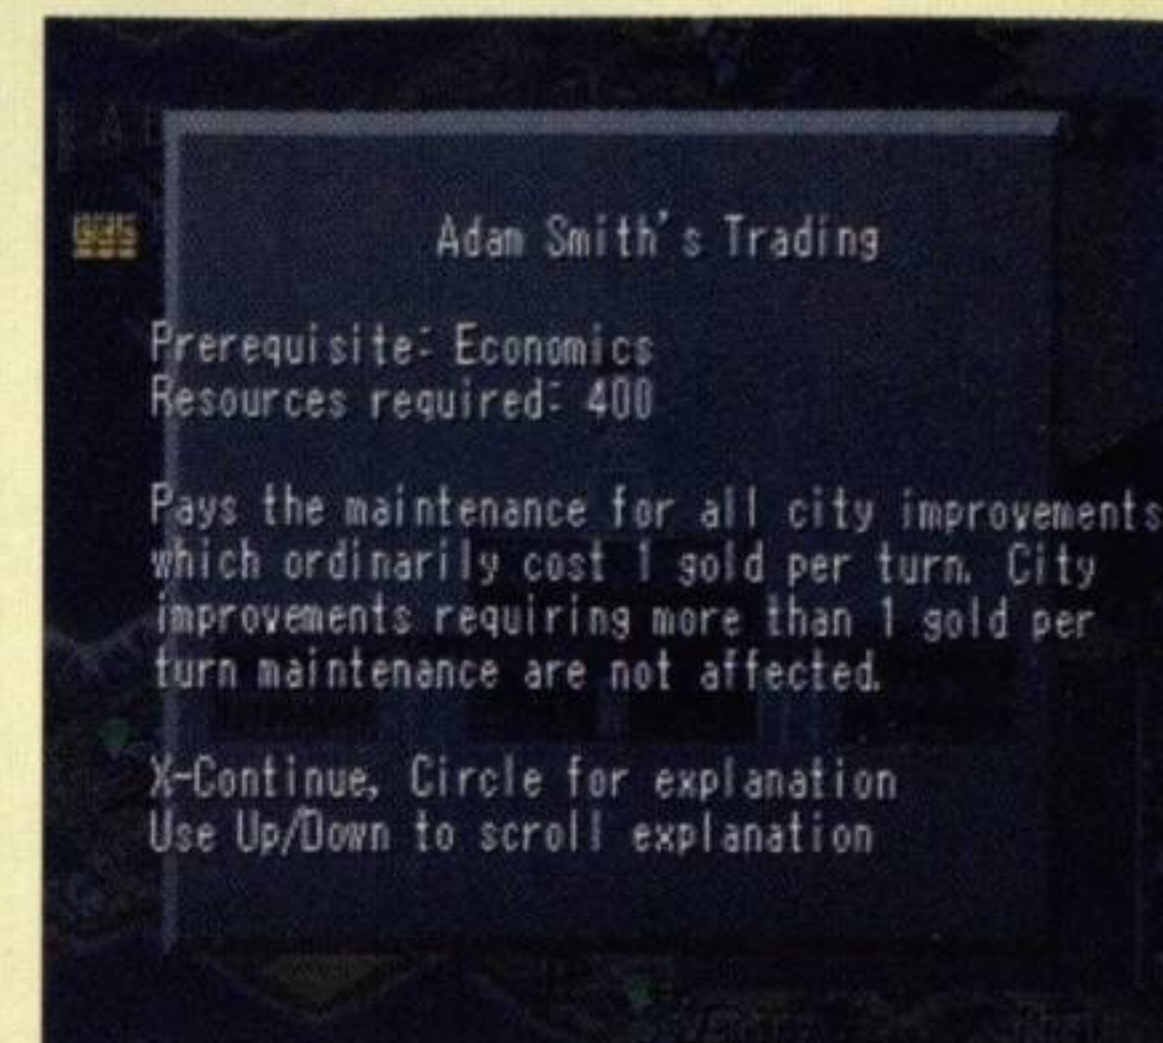 Adam Smith's Trading
Prerequisite: Economics
Resources required: 400
Pays the maintenance for all city improvements
which ordinarily cost 1 gold per turn. City
improvements requiring more than 1 gold per
turn maintenance are not affected.
X-Continue, Circle for explanation
Use Up/Down to scroll explanation